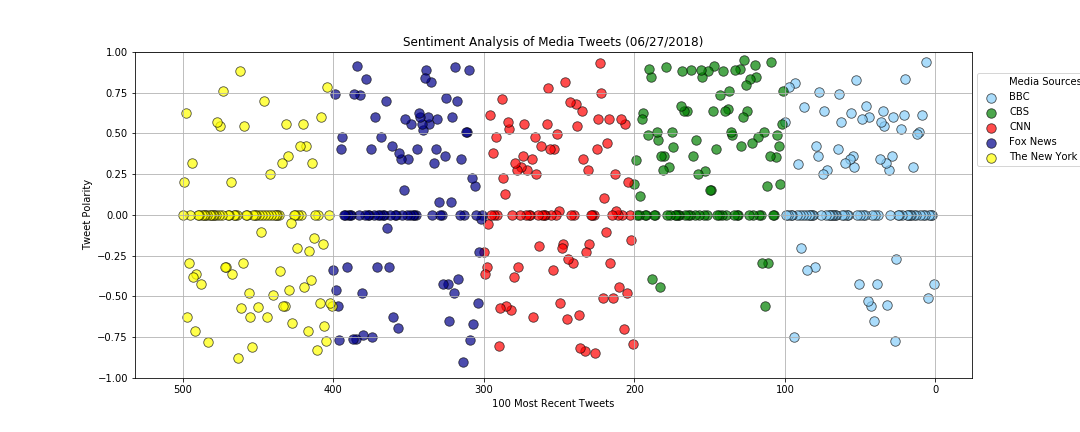 Sentiment Analysis of Media Tweets (06/27/2018)
1.00
0.75
0.50
0.25
0.00
−0.25
−0.50
−0.75
−1.00
Tweet Polarity
500
400
300
200
100
0
100 Most Recent Tweets
Media Sources
BBC
CBS
CNN
Fox News
The New York